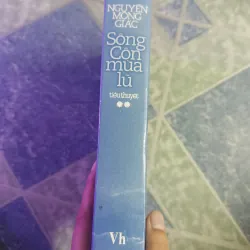 NGUYỄN
MỘNG
GIÁC
Sông
Côn
mùa
lũ
TIỂU THUYẾT
Vh